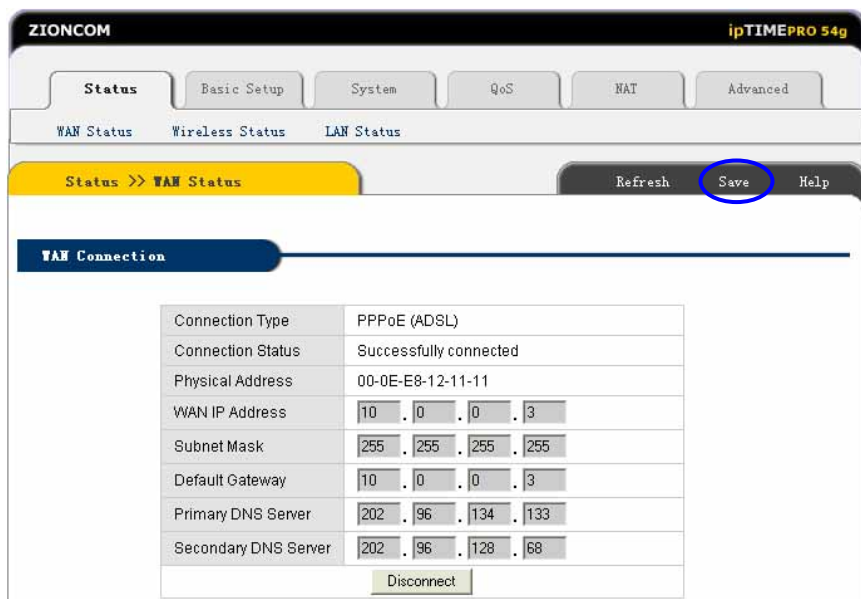 ZIONCOM ipTIMEPRO 54g
Status Basic Setup System QoS NAT Advanced
WAN Status Wireless Status LAN Status
Status >> WAN Status Refresh Save Help
WAN Connection
Connection Type PPPoE (ADSL)
Connection Status Successfully connected
Physical Address 00-0E-E8-12-11-11
WAN IP Address 10 . 0 . 0 . 3
Subnet Mask 255 . 255 . 255 . 255
Default Gateway 10 . 0 . 0 . 3
Primary DNS Server 202 . 96 . 134 . 133
Secondary DNS Server 202 . 96 . 128 . 68
Disconnect